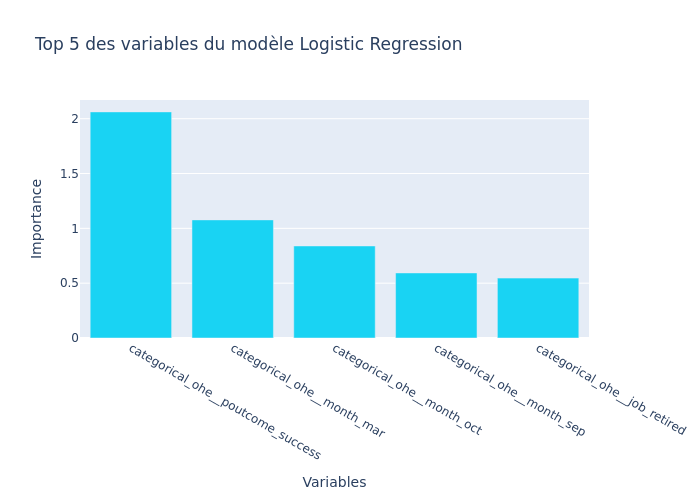 Top 5 des variables du modèle Logistic Regression
Importance
2
1.5
1
0.5
0
categorical_ohe__poutcome_success
categorical_ohe__month_mar
categorical_ohe__month_oct
categorical_ohe__month_sep
categorical_ohe__job_retired
Variables